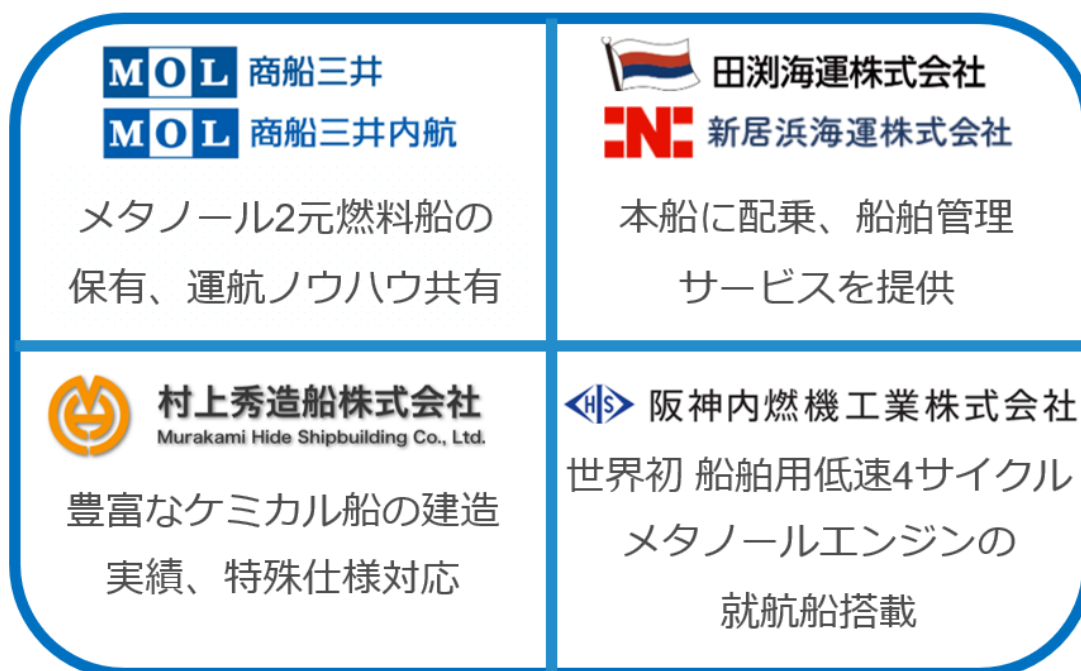 MOL 商船三井
MOL 商船三井内航
メタノール2元燃料船の
保有、運航ノウハウ共有
田渕海運株式会社
N 新居浜海運株式会社
本船に配乗、船舶管理
サービスを提供
村上秀造船株式会社
Murakami Hide Shipbuilding Co., Ltd.
豊富なケミカル船の建造
実績、特殊仕様対応
HS 阪神内燃機工業株式会社
世界初 船舶用低速4サイクル
メタノールエンジンの
就航船搭載